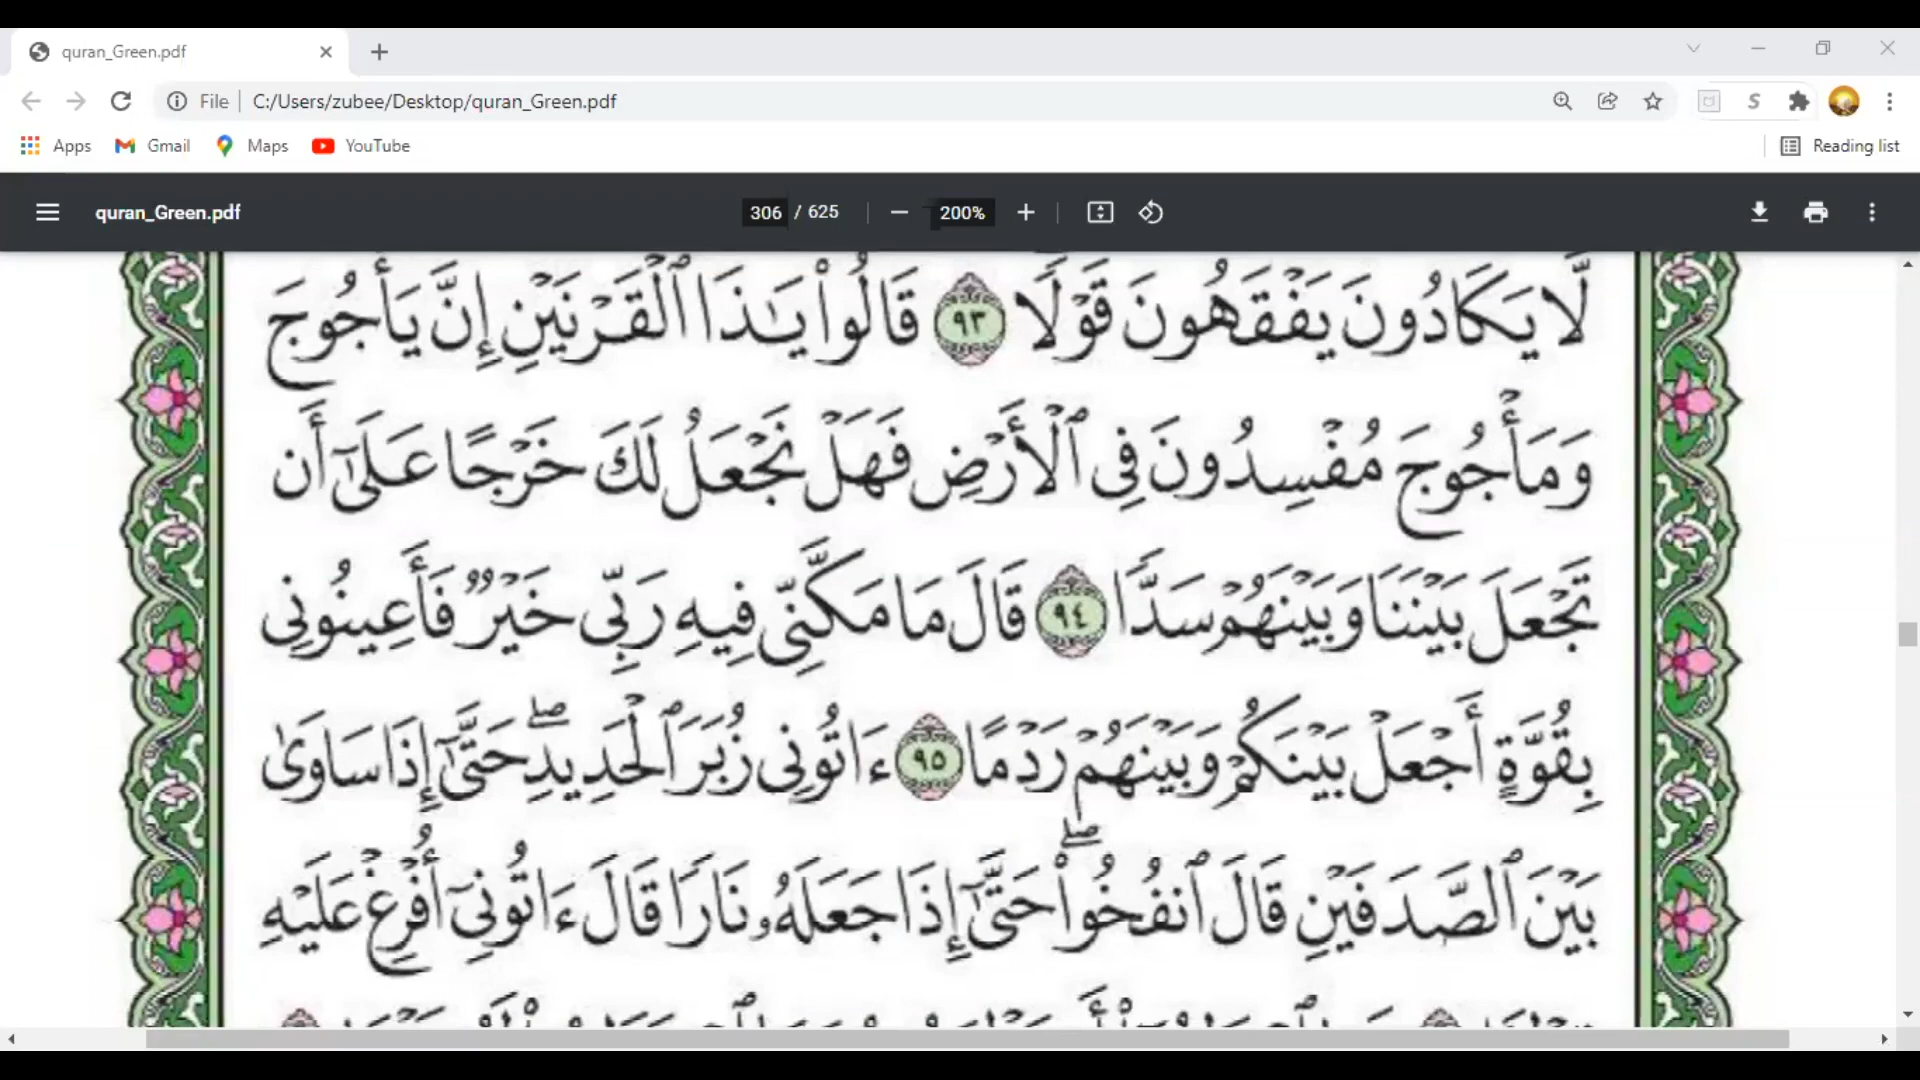 quran_Green.pdf
File C:/Users/zubee/Desktop/quran_Green.pdf
Apps Gmail Maps YouTube Reading list
quran_Green.pdf 306 / 625 200%
لَّا يَكَادُونَ يَفْقَهُونَ قَوْلًا ٩٣ قَالُوا۟ يَـٰذَا ٱلْقَرْنَيْنِ إِنَّ يَأْجُوجَ
وَمَأْجُوجَ مُفْسِدُونَ فِى ٱلْأَرْضِ فَهَلْ نَجْعَلُ لَكَ خَرْجًا عَلَىٰٓ أَن
تَجْعَلَ بَيْنَنَا وَبَيْنَهُمْ سَدًّا ٩٤ قَالَ مَا مَكَّنِّى فِيهِ رَبِّى خَيْرٌ فَأَعِينُونِى
بِقُوَّةٍ أَجْعَلْ بَيْنَكُمْ وَبَيْنَهُمْ رَدْمًا ٩٥ ءَاتُونِى زُبَرَ ٱلْحَدِيدِ ۖ حَتَّىٰٓ إِذَا سَاوَىٰ
بَيْنَ ٱلصَّدَفَيْنِ قَالَ ٱنفُخُوا۟ ۖ حَتَّىٰٓ إِذَا جَعَلَهُۥ نَارًا قَالَ ءَاتُونِىٓ أُفْرِغْ عَلَيْهِ